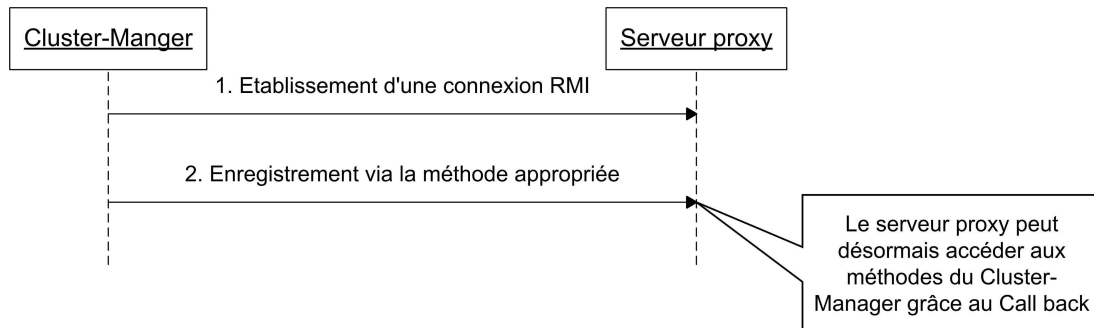 Cluster-Manger
Serveur proxy
1. Etablissement d'une connexion RMI
2. Enregistrement via la méthode appropriée
Le serveur proxy peut
désormais accéder aux
méthodes du Cluster-
Manager grâce au Call back